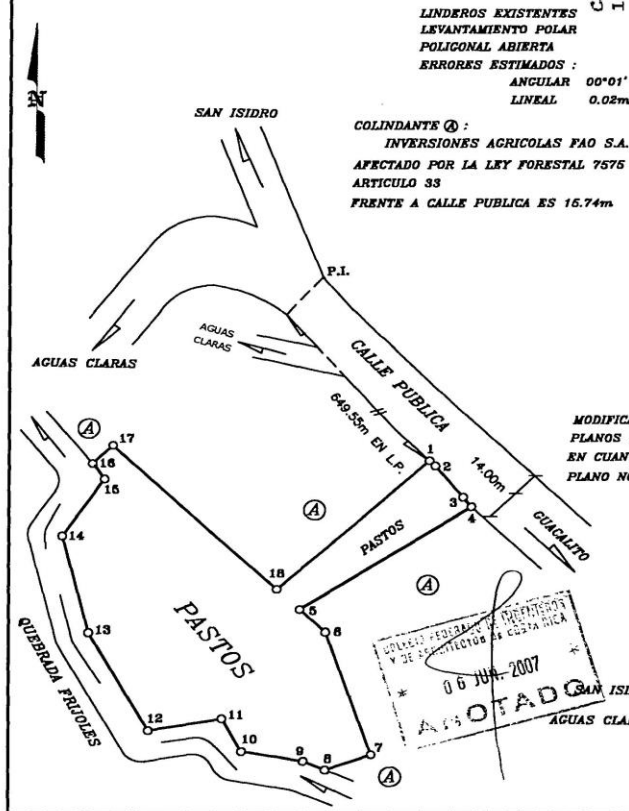 LINDEROS EXISTENTES
LEVANTAMIENTO POLAR
POLIGONAL ABIERTA
ERRORES ESTIMADOS :
ANGULAR 00°01'
LINEAL 0.02m
COLINDANTE Ⓐ :
INVERSIONES AGRICOLAS FAO S.A.
AFECTADO POR LA LEY FORESTAL 7575
ARTICULO 33
FRENTE A CALLE PUBLICA ES 15.74m
N
SAN ISIDRO
P.I.
AGUAS
CLARAS
AGUAS CLARAS
CALLE PUBLICA
649.55m EN L.P.
14.00m
MODIFICA
PLANOS
EN CUAN
PLANO NO
GUACALITO
A
17
16
15
14
13
12
11
10
9
8
7
6
5
18
1
2
3
4
A
A
A
PASTOS
PASTOS
QUEBRADA FRIJOLES
COLEGIO FEDERADO DE INGENIEROS
Y DE ARQUITECTOS DE COSTA RICA
* 06 JUN. 2007 *
ANOTADO
SAN ISI
AGUAS CLA